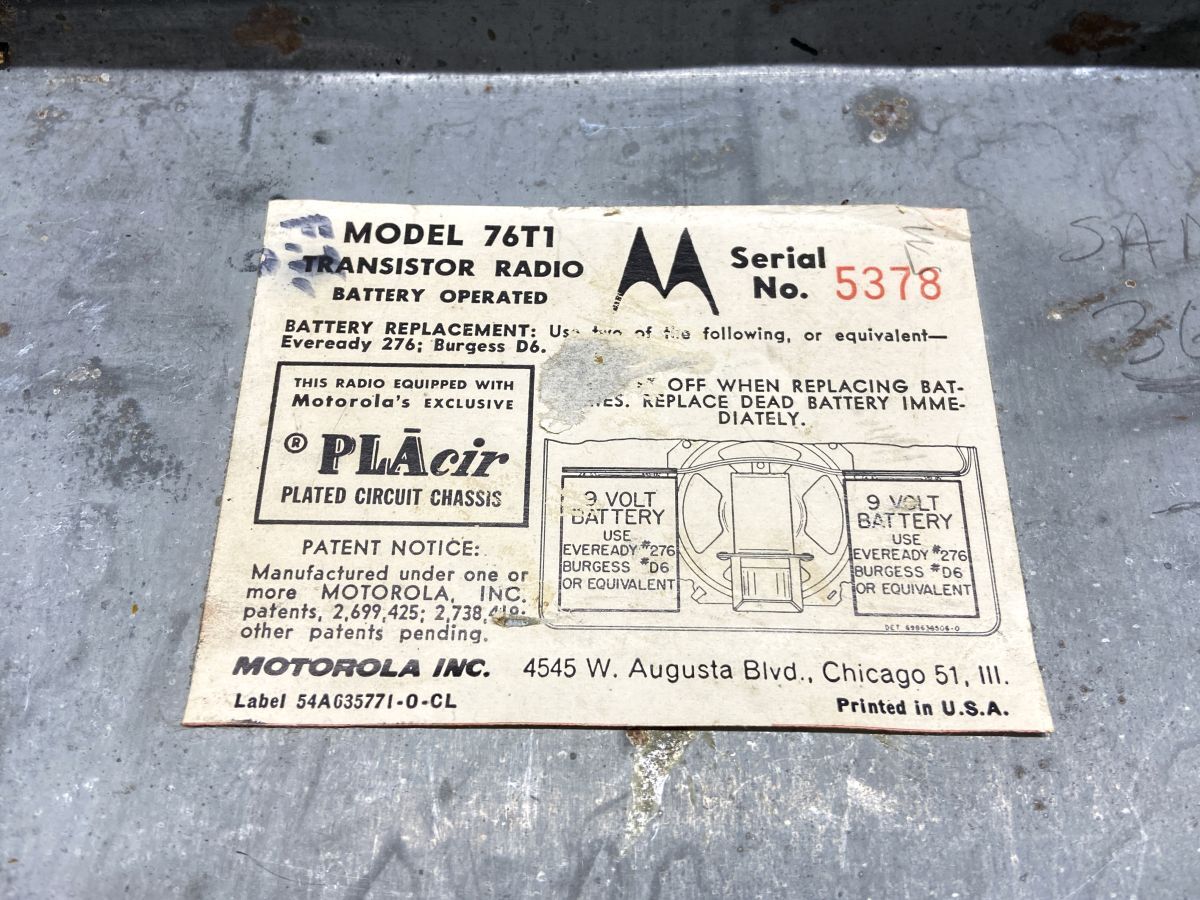 MODEL 76T1
TRANSISTOR RADIO
BATTERY OPERATED
Serial
No. 5378
BATTERY REPLACEMENT: Use two of the following, or equivalent—
Eveready 276; Burgess D6.
OFF WHEN REPLACING BAT-
REPLACE DEAD BATTERY IMME-
DIATELY.
THIS RADIO EQUIPPED WITH
Motorola's EXCLUSIVE
® PLĀcir
PLATED CIRCUIT CHASSIS
9 VOLT
BATTERY
USE
EVEREADY #276
BURGESS #D6
OR EQUIVALENT
9 VOLT
BATTERY
USE
EVEREADY #276
BURGESS #D6
OR EQUIVALENT
PATENT NOTICE:
Manufactured under one or
more MOTOROLA, INC.
patents, 2,699,425; 2,738,419;
other patents pending.
MOTOROLA INC. 4545 W. Augusta Blvd., Chicago 51, Ill.
Label 54A635771-0-CL Printed in U.S.A.